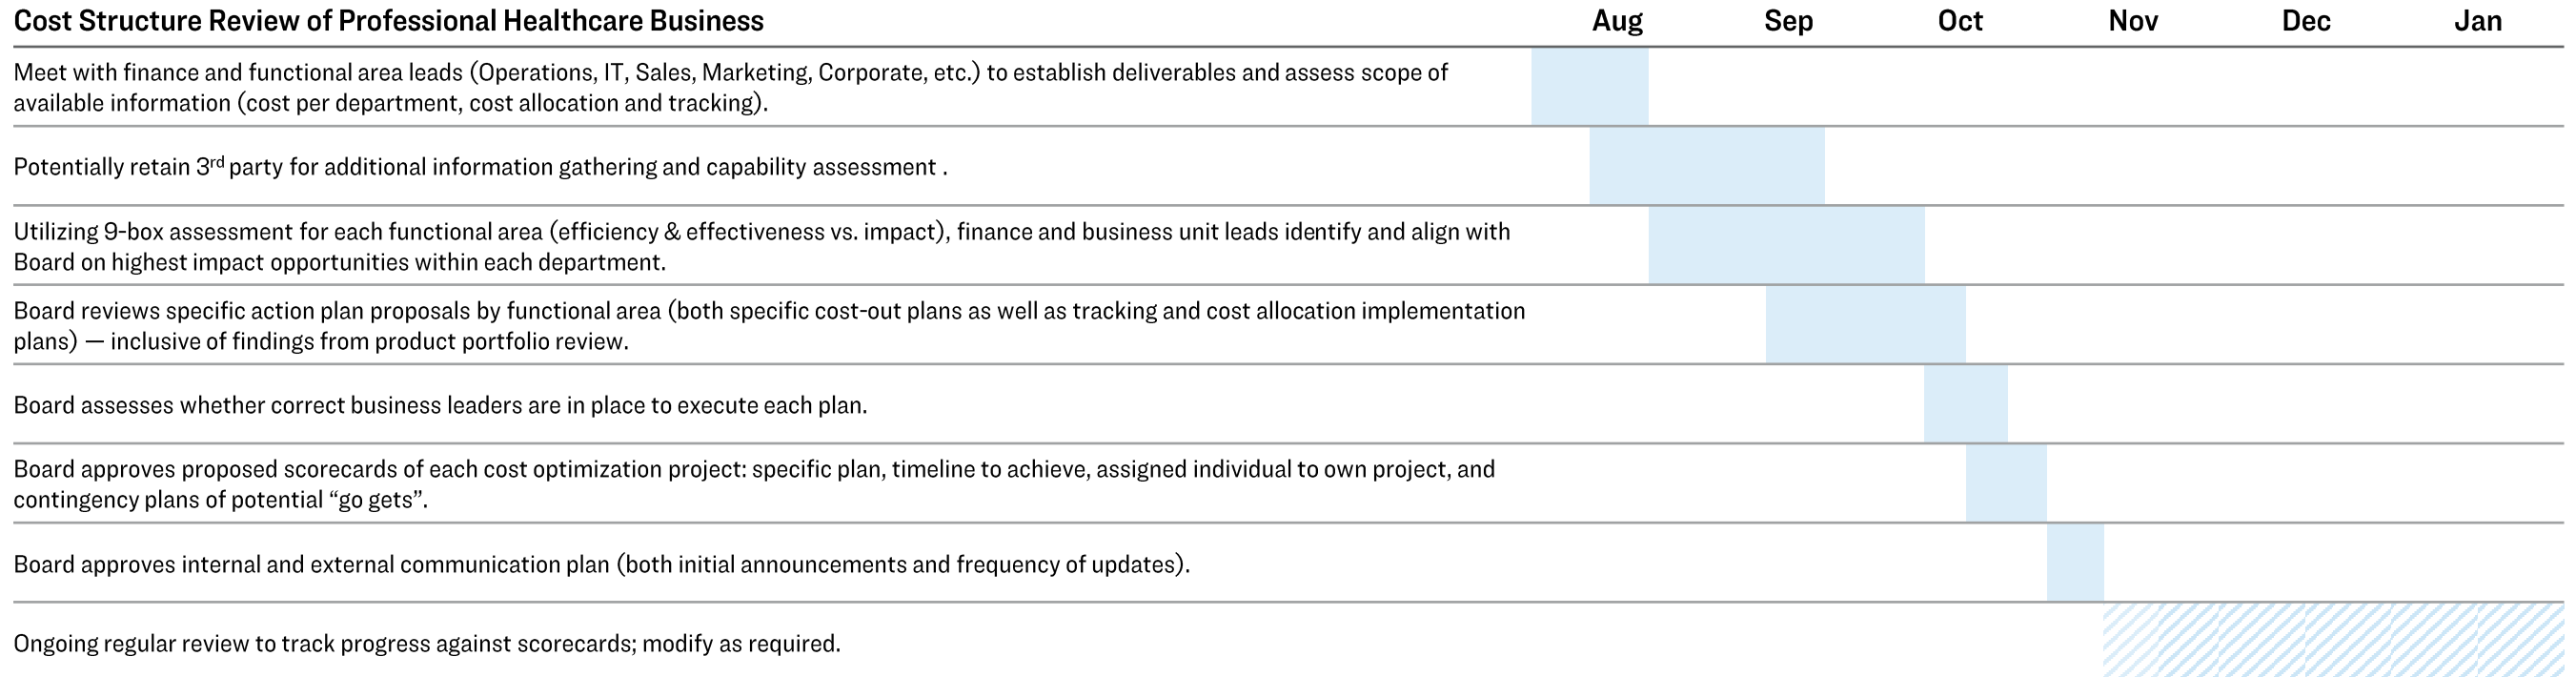 Cost Structure Review of Professional Healthcare Business Aug Sep Oct Nov Dec Jan
Meet with finance and functional area leads (Operations, IT, Sales, Marketing, Corporate, etc.) to establish deliverables and assess scope of
available information (cost per department, cost allocation and tracking).
Potentially retain 3rd party for additional information gathering and capability assessment .
Utilizing 9-box assessment for each functional area (efficiency & effectiveness vs. impact), finance and business unit leads identify and align with
Board on highest impact opportunities within each department.
Board reviews specific action plan proposals by functional area (both specific cost-out plans as well as tracking and cost allocation implementation
plans) — inclusive of findings from product portfolio review.
Board assesses whether correct business leaders are in place to execute each plan.
Board approves proposed scorecards of each cost optimization project: specific plan, timeline to achieve, assigned individual to own project, and
contingency plans of potential “go gets”.
Board approves internal and external communication plan (both initial announcements and frequency of updates).
Ongoing regular review to track progress against scorecards; modify as required.